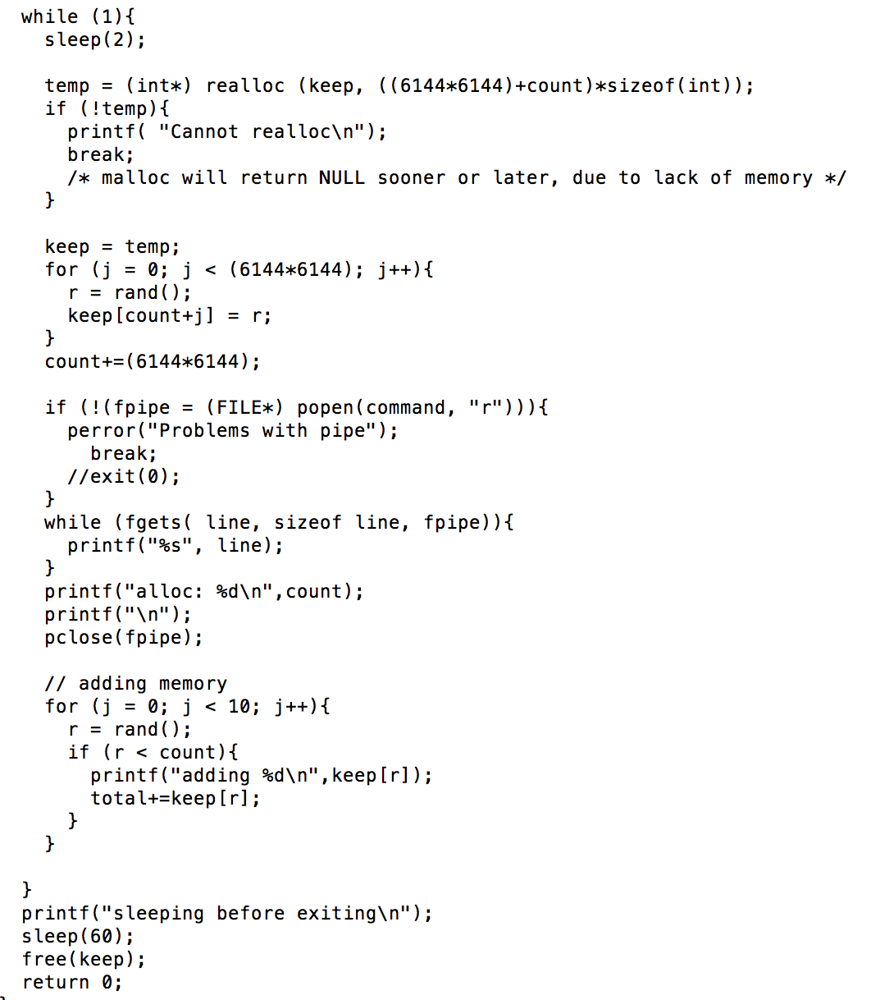 while (1){
  sleep(2);

  temp = (int*) realloc (keep, ((6144*6144)+count)*sizeof(int));
  if (!temp){
    printf( "Cannot realloc\n");
    break;
    /* malloc will return NULL sooner or later, due to lack of memory */
  }

  keep = temp;
  for (j = 0; j < (6144*6144); j++){
    r = rand();
    keep[count+j] = r;
  }
  count+=(6144*6144);

  if (!(fpipe = (FILE*) popen(command, "r"))){
    perror("Problems with pipe");
      break;
    //exit(0);
  }
  while (fgets( line, sizeof line, fpipe)){
    printf("%s", line);
  }
  printf("alloc: %d\n",count);
  printf("\n");
  pclose(fpipe);

  // adding memory
  for (j = 0; j < 10; j++){
    r = rand();
    if (r < count){
      printf("adding %d\n",keep[r]);
      total+=keep[r];
    }
  }

}
printf("sleeping before exiting\n");
sleep(60);
free(keep);
return 0;